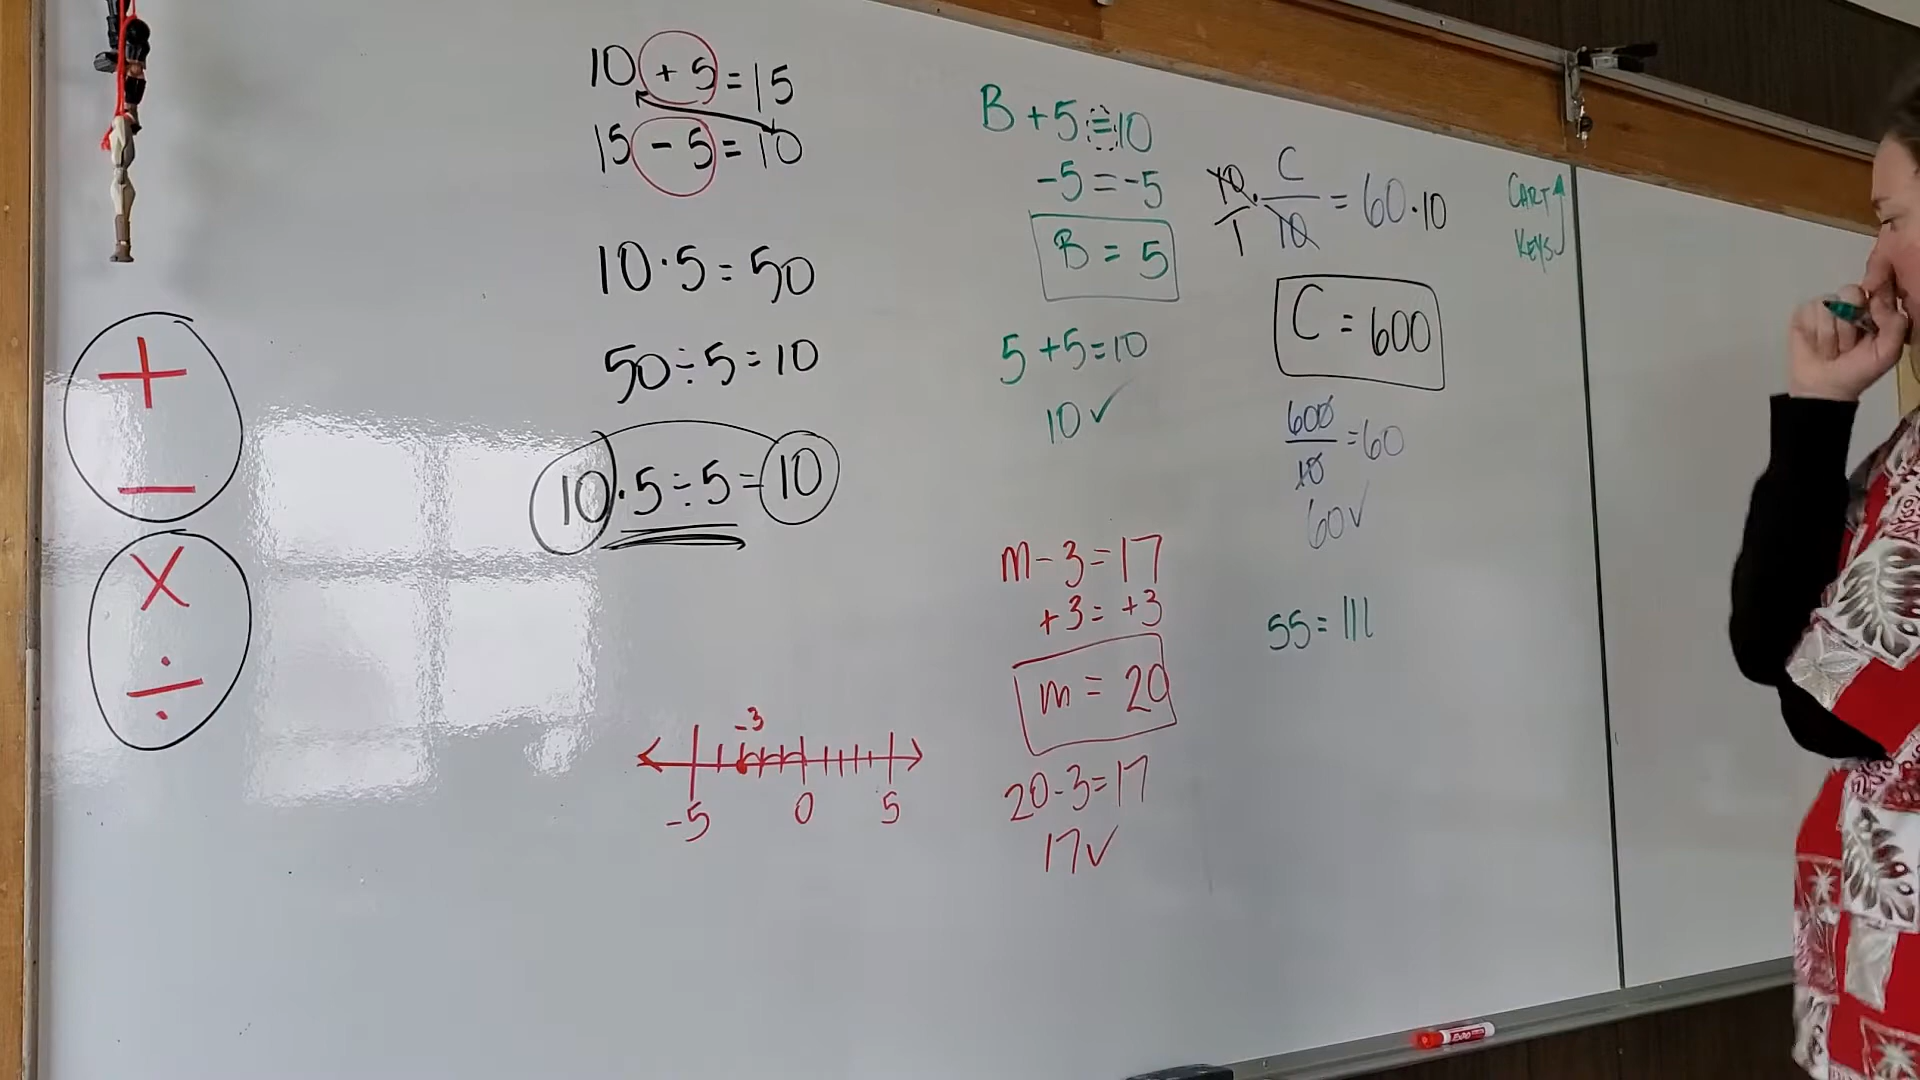 +
−
×
÷
10 + 5 = 15
15 - 5 = 10
10 · 5 = 50
50 ÷ 5 = 10
10 · 5 ÷ 5 = 10
-3
-5 0 5
B + 5 = 10
-5 = -5
B = 5
5 + 5 = 10
10 ✓
m - 3 = 17
+3 = +3
m = 20
20 - 3 = 17
17 ✓
10/1 · C/10 = 60 · 10
C = 600
600/10 = 60
60 ✓
55 = 11
CART
KEYS
EXPO